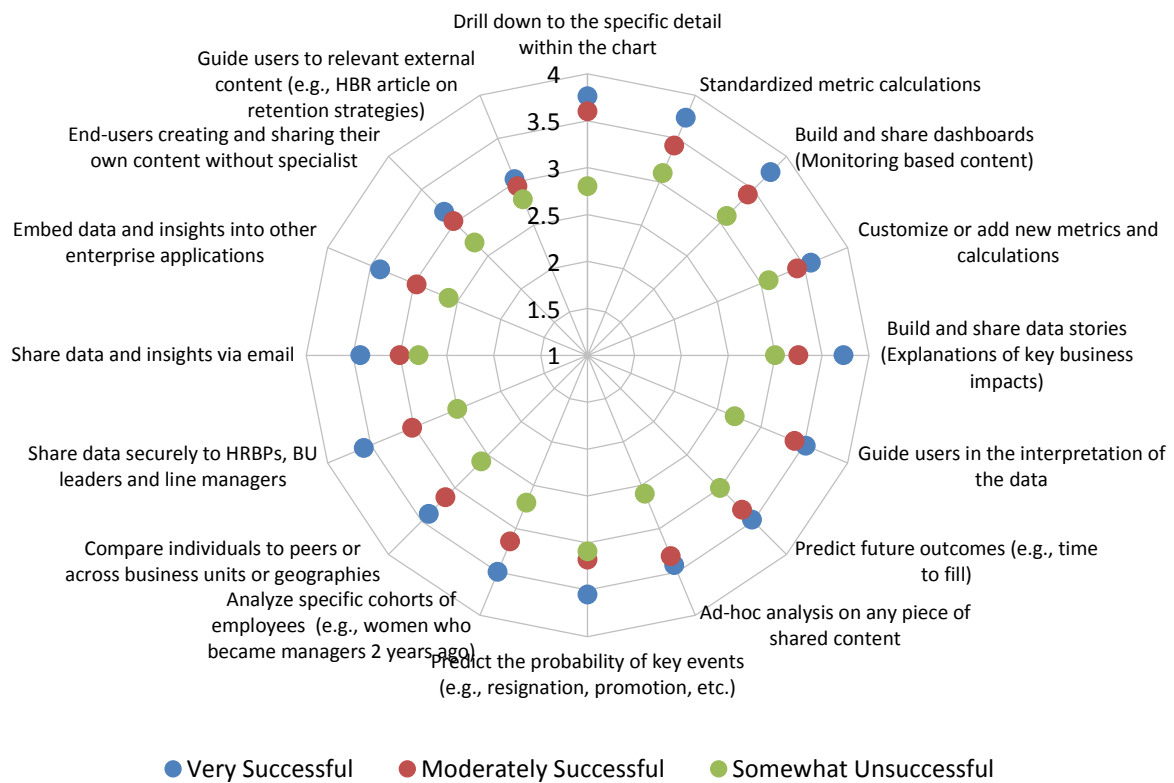 Drill down to the specific detail
within the chart
Standardized metric calculations
Build and share dashboards
(Monitoring based content)
Customize or add new metrics and
calculations
Build and share data stories
(Explanations of key business
impacts)
Guide users in the interpretation of
the data
Predict future outcomes (e.g., time
to fill)
Ad-hoc analysis on any piece of
shared content
Predict the probability of key events
(e.g., resignation, promotion, etc.)
Analyze specific cohorts of
employees  (e.g., women who
became managers 2 years ago)
Compare individuals to peers or
across business units or geographies
Share data securely to HRBPs, BU
leaders and line managers
Share data and insights via email
Embed data and insights into other
enterprise applications
End-users creating and sharing their
own content without specialist
Guide users to relevant external
content (e.g., HBR article on
retention strategies)
4
3.5
3
2.5
2
1.5
1
Very Successful
Moderately Successful
Somewhat Unsuccessful